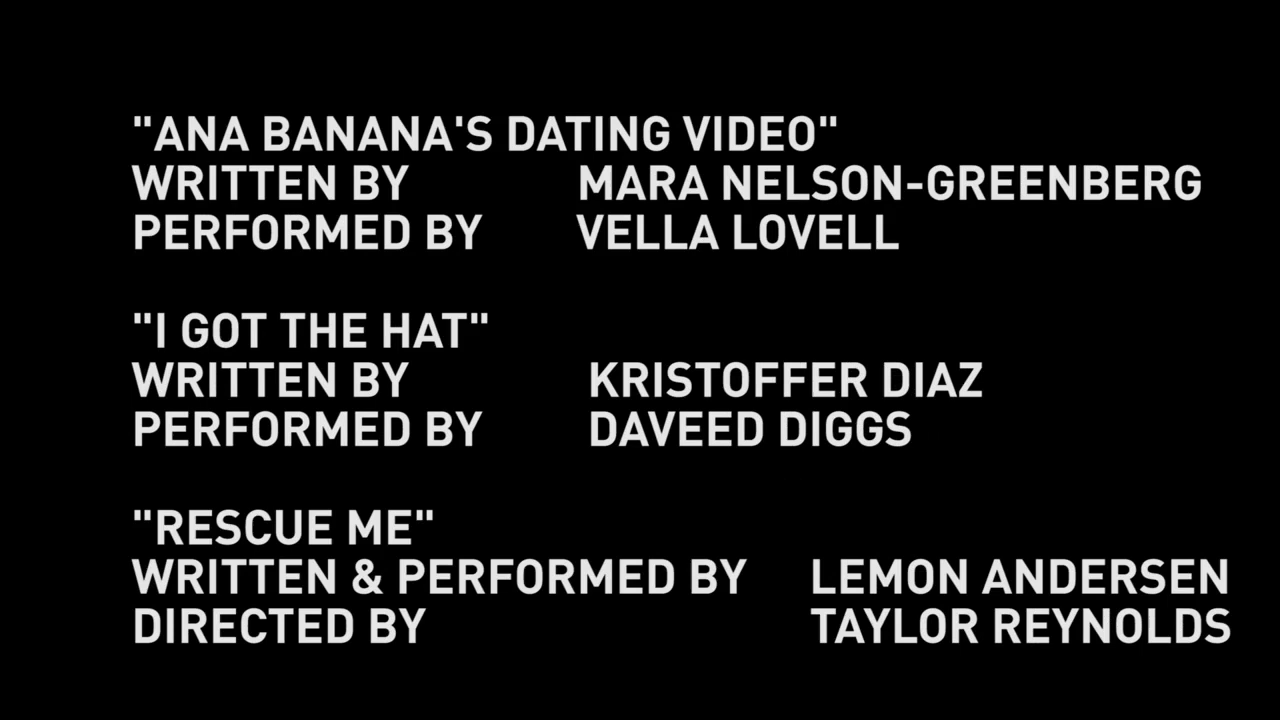 "ANA BANANA'S DATING VIDEO"
WRITTEN BY MARA NELSON-GREENBERG
PERFORMED BY VELLA LOVELL
"I GOT THE HAT"
WRITTEN BY KRISTOFFER DIAZ
PERFORMED BY DAVEED DIGGS
"RESCUE ME"
WRITTEN & PERFORMED BY LEMON ANDERSEN
DIRECTED BY TAYLOR REYNOLDS